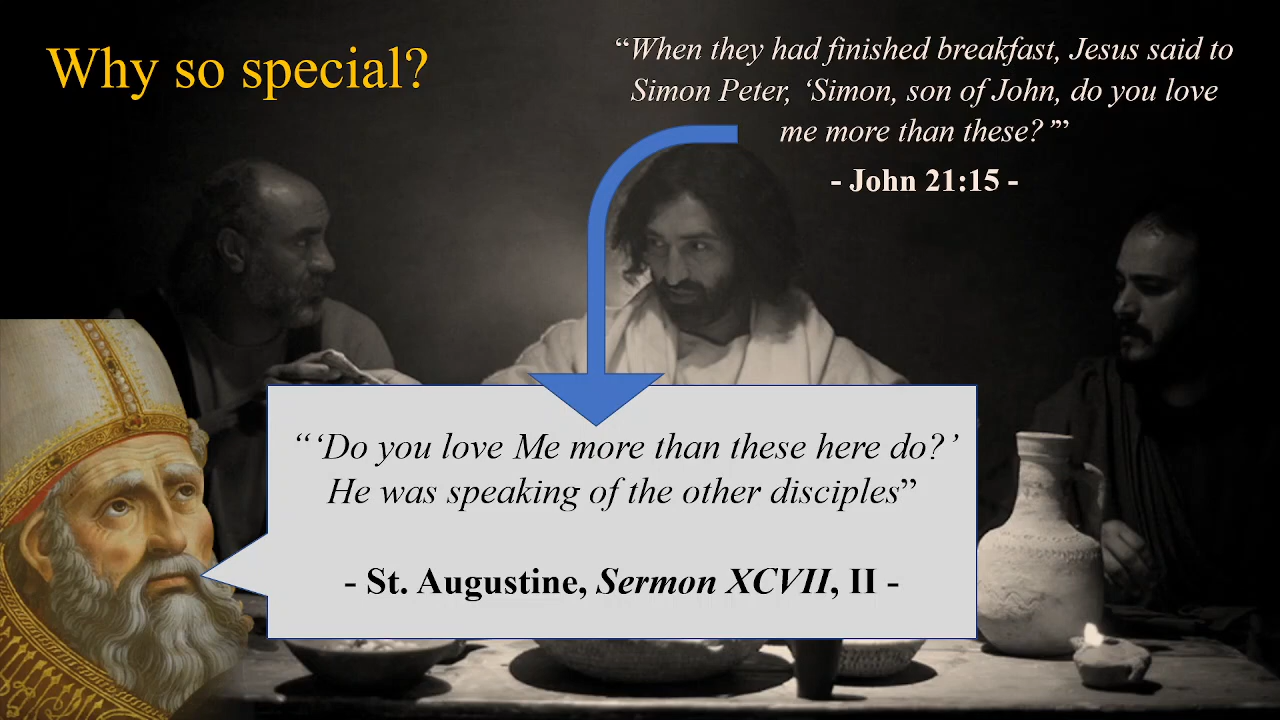 Why so special?
“When they had finished breakfast, Jesus said to
Simon Peter, ‘Simon, son of John, do you love
me more than these?’”
- John 21:15 -
“‘Do you love Me more than these here do?’
He was speaking of the other disciples”
- St. Augustine, Sermon XCVII, II -